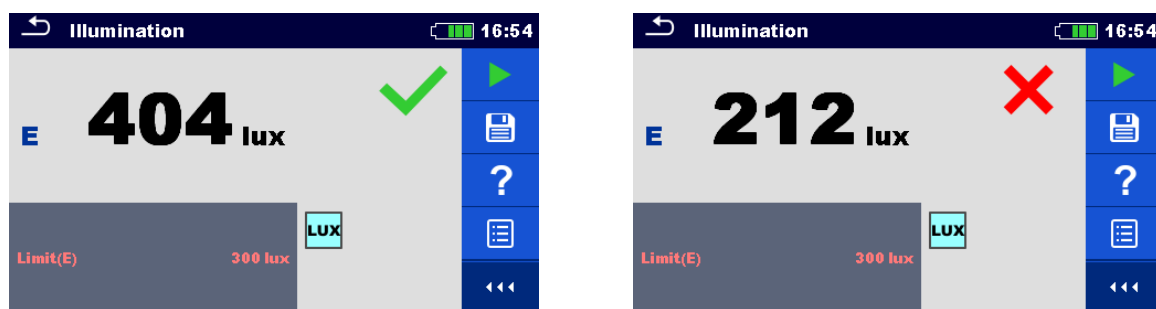 Illumination 16:54
E 404 lux
?
LUX
Limit(E) 300 lux
Illumination 16:54
E 212 lux
?
LUX
Limit(E) 300 lux